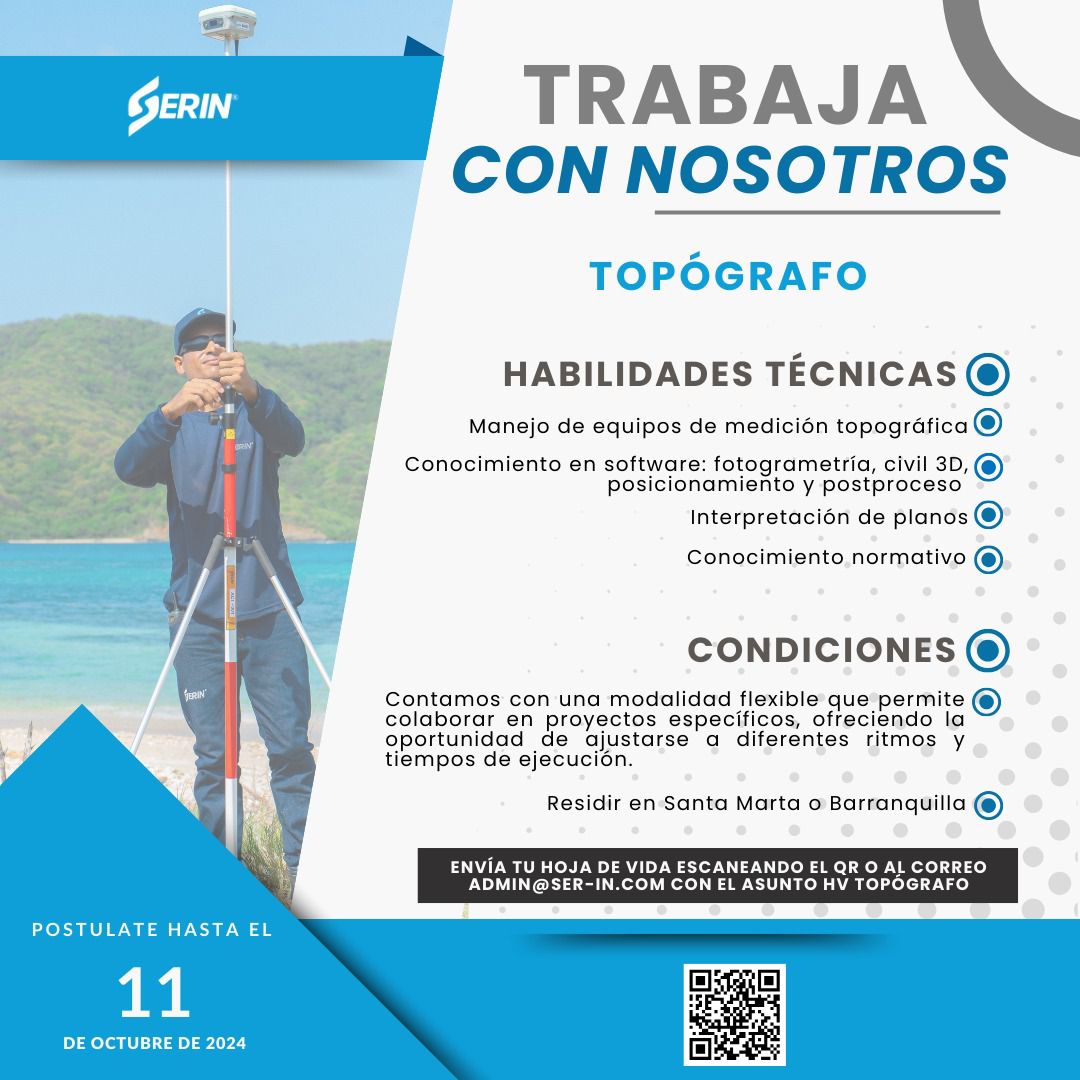 SERIN®
TRABAJA
CON NOSOTROS
TOPÓGRAFO
HABILIDADES TÉCNICAS
Manejo de equipos de medición topográfica
Conocimiento en software: fotogrametría, civil 3D,
posicionamiento y postproceso
Interpretación de planos
Conocimiento normativo
CONDICIONES
Contamos con una modalidad flexible que permite
colaborar en proyectos específicos, ofreciendo la
oportunidad de ajustarse a diferentes ritmos y
tiempos de ejecución.
Residir en Santa Marta o Barranquilla
ENVÍA TU HOJA DE VIDA ESCANEANDO EL QR O AL CORREO
ADMIN@SER-IN.COM CON EL ASUNTO HV TOPÓGRAFO
POSTULATE HASTA EL
11
DE OCTUBRE DE 2024
SERIN
SERIN